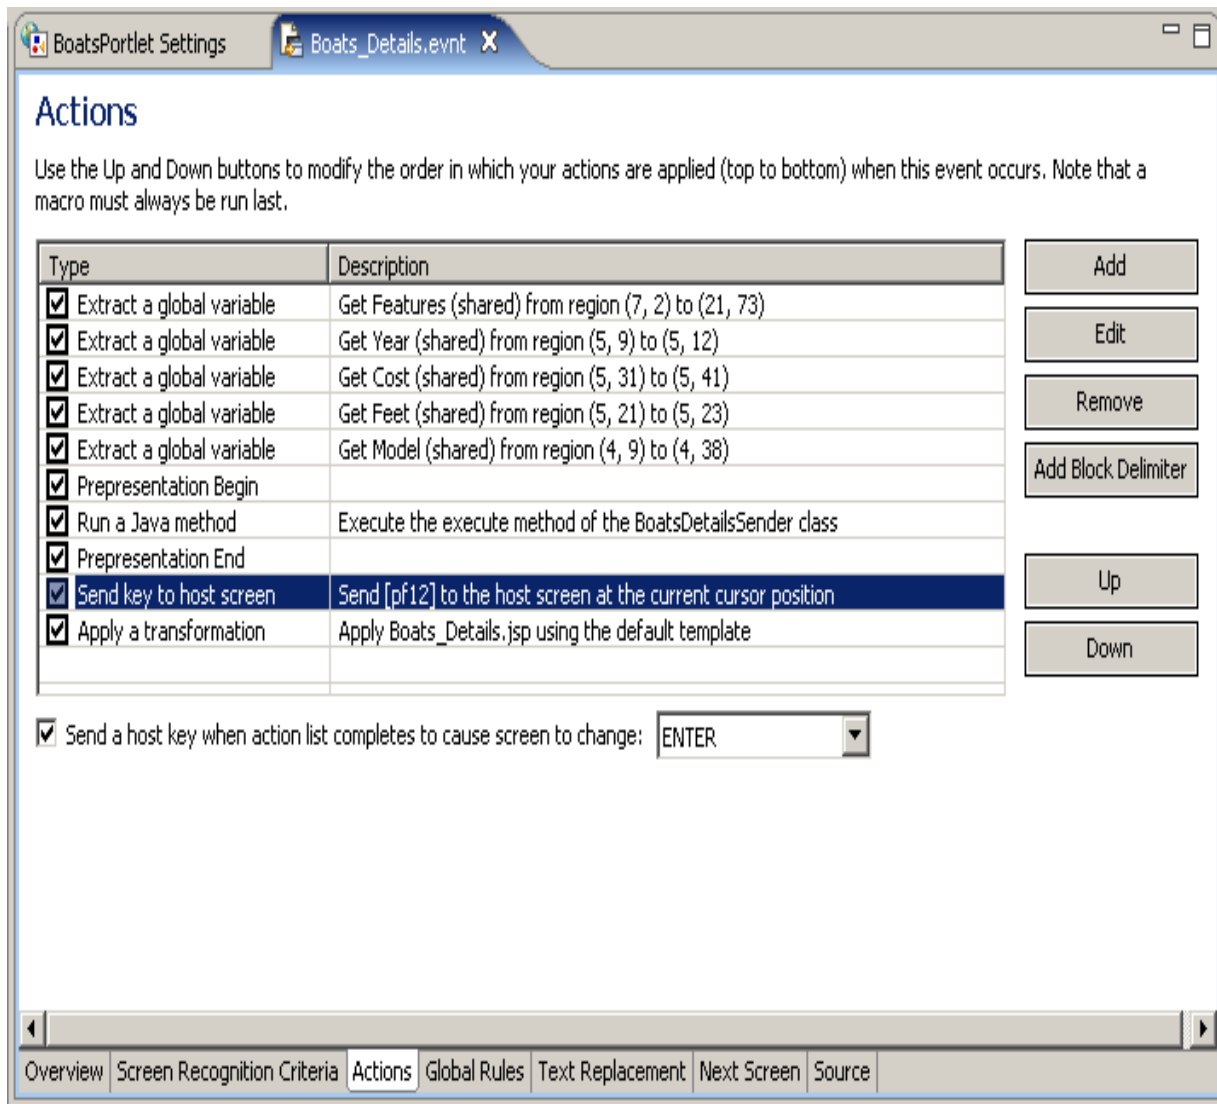 BoatsPortlet Settings Boats_Details.evnt X
Actions
Use the Up and Down buttons to modify the order in which your actions are applied (top to bottom) when this event occurs. Note that a
macro must always be run last.
Type Description
Extract a global variable Get Features (shared) from region (7, 2) to (21, 73)
Extract a global variable Get Year (shared) from region (5, 9) to (5, 12)
Extract a global variable Get Cost (shared) from region (5, 31) to (5, 41)
Extract a global variable Get Feet (shared) from region (5, 21) to (5, 23)
Extract a global variable Get Model (shared) from region (4, 9) to (4, 38)
Prepresentation Begin
Run a Java method Execute the execute method of the BoatsDetailsSender class
Prepresentation End
Send key to host screen Send [pf12] to the host screen at the current cursor position
Apply a transformation Apply Boats_Details.jsp using the default template
Add
Edit
Remove
Add Block Delimiter
Up
Down
Send a host key when action list completes to cause screen to change: ENTER
Overview Screen Recognition Criteria Actions Global Rules Text Replacement Next Screen Source